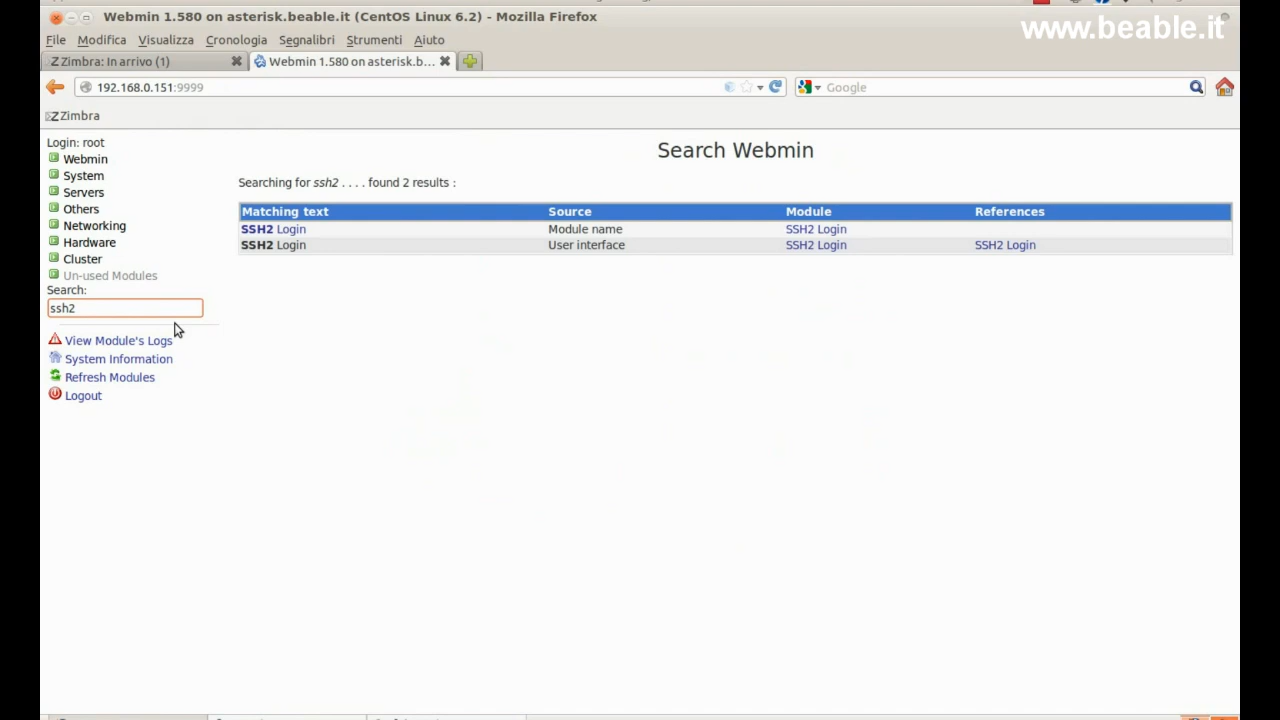 Webmin 1.580 on asterisk.beable.it (CentOS Linux 6.2) - Mozilla Firefox
www.beable.it
File Modifica Visualizza Cronologia Segnalibri Strumenti Aiuto
Zimbra: In arrivo (1) Webmin 1.580 on asterisk.b...
192.168.0.151:9999 Google
Zimbra
Login: root
Webmin
System
Servers
Others
Networking
Hardware
Cluster
Un-used Modules
Search:
ssh2
View Module's Logs
System Information
Refresh Modules
Logout
Search Webmin
Searching for ssh2 . . . . found 2 results :
Matching text Source Module References
SSH2 Login Module name SSH2 Login
SSH2 Login User interface SSH2 Login SSH2 Login